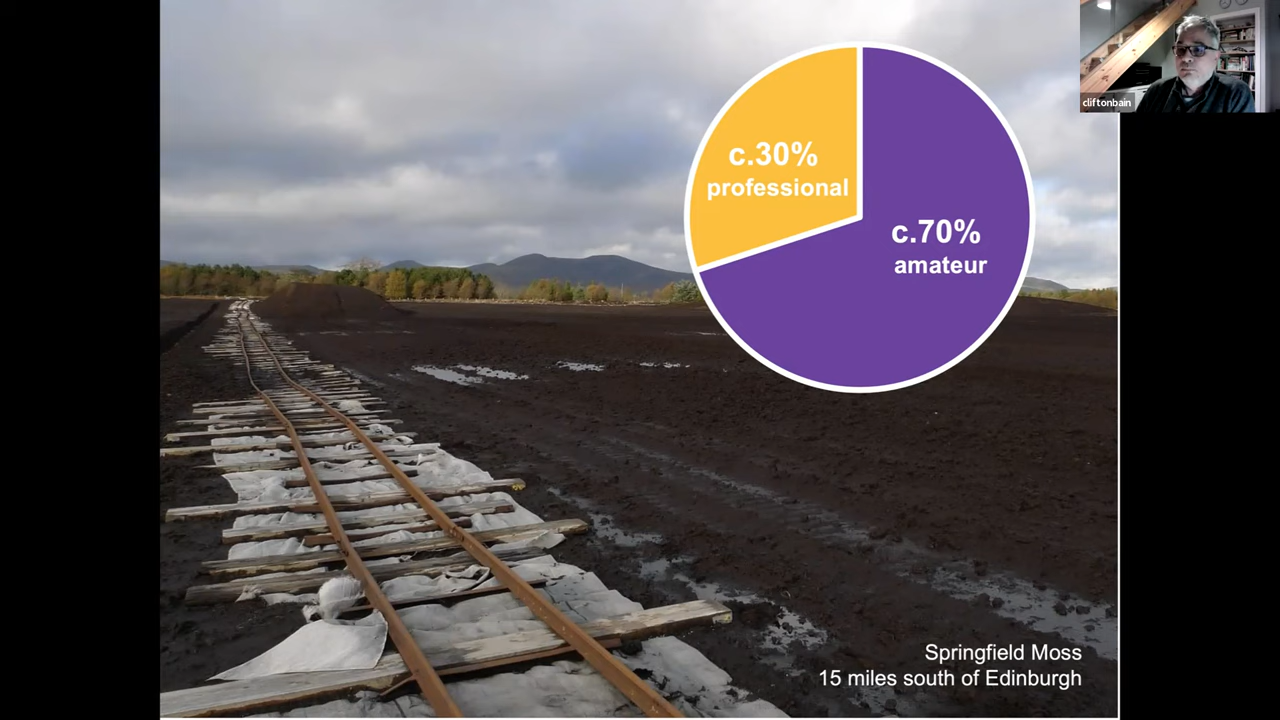 c.30%
professional
c.70%
amateur
cliftonbain
Springfield Moss
15 miles south of Edinburgh